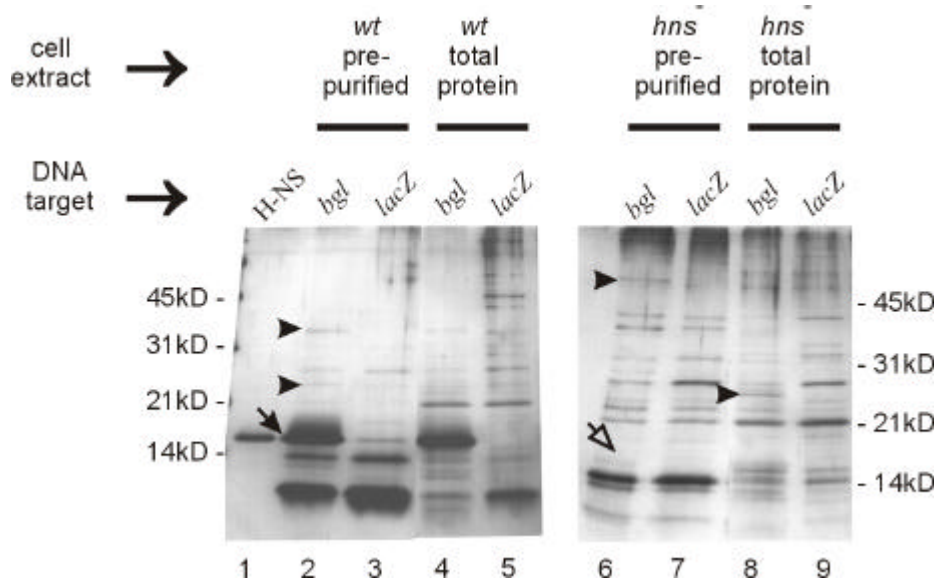 cell
extract
wt
pre-
purified
wt
total
protein
hns
pre-
purified
hns
total
protein
DNA
target
H-NS bgl lacZ bgl lacZ
bgl lacZ bgl lacZ
45kD -
31kD -
21kD -
14kD -
- 45kD
- 31kD
- 21kD
- 14kD
1 2 3 4 5 6 7 8 9